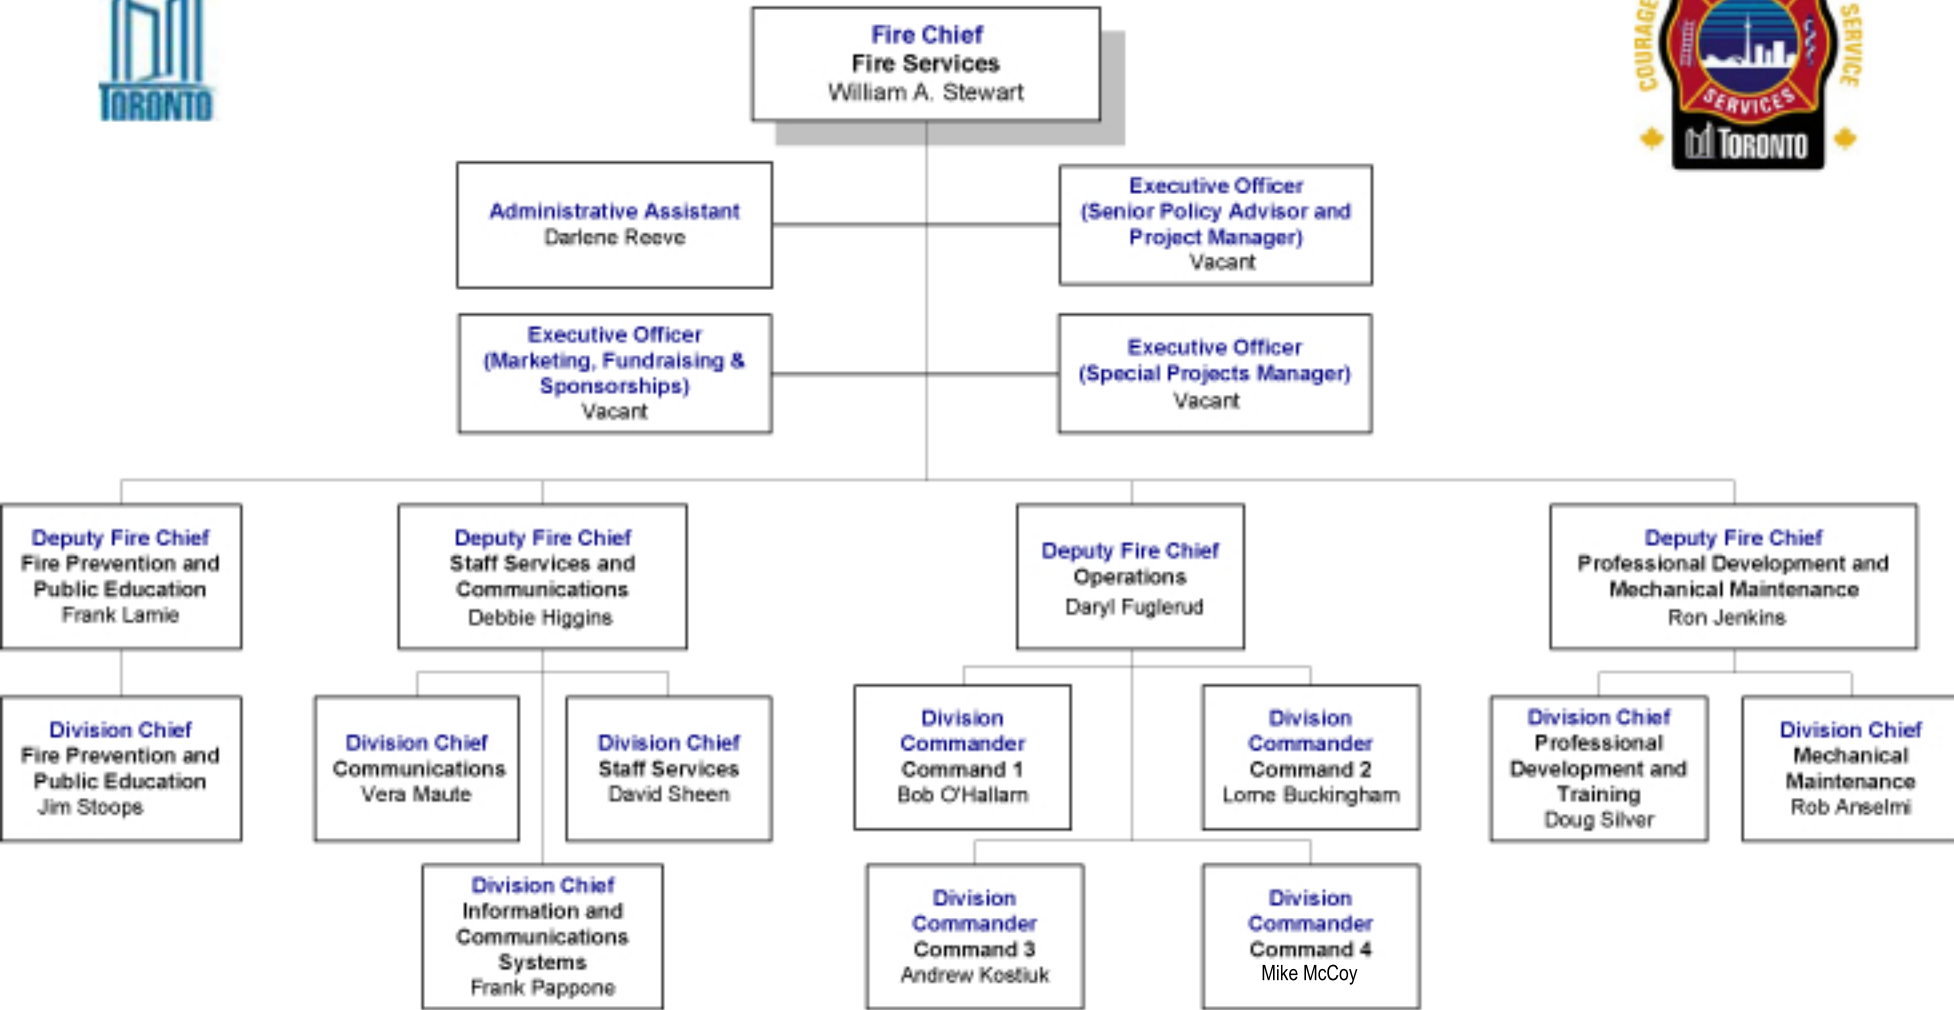 TORONTO
COURAGE
SERVICE
SERVICES
TORONTO
Fire Chief
Fire Services
William A. Stewart
Administrative Assistant
Darlene Reeve
Executive Officer
(Senior Policy Advisor and
Project Manager)
Vacant
Executive Officer
(Marketing, Fundraising &
Sponsorships)
Vacant
Executive Officer
(Special Projects Manager)
Vacant
Deputy Fire Chief
Fire Prevention and
Public Education
Frank Lamie
Deputy Fire Chief
Staff Services and
Communications
Debbie Higgins
Deputy Fire Chief
Operations
Daryl Fuglerud
Deputy Fire Chief
Professional Development and
Mechanical Maintenance
Ron Jenkins
Division Chief
Fire Prevention and
Public Education
Jim Stoops
Division Chief
Communications
Vera Maute
Division Chief
Staff Services
David Sheen
Division
Commander
Command 1
Bob O'Hallarn
Division
Commander
Command 2
Lorne Buckingham
Division Chief
Professional
Development and
Training
Doug Silver
Division Chief
Mechanical
Maintenance
Rob Anselmi
Division Chief
Information and
Communications
Systems
Frank Pappone
Division
Commander
Command 3
Andrew Kostiuk
Division
Commander
Command 4
Mike McCoy